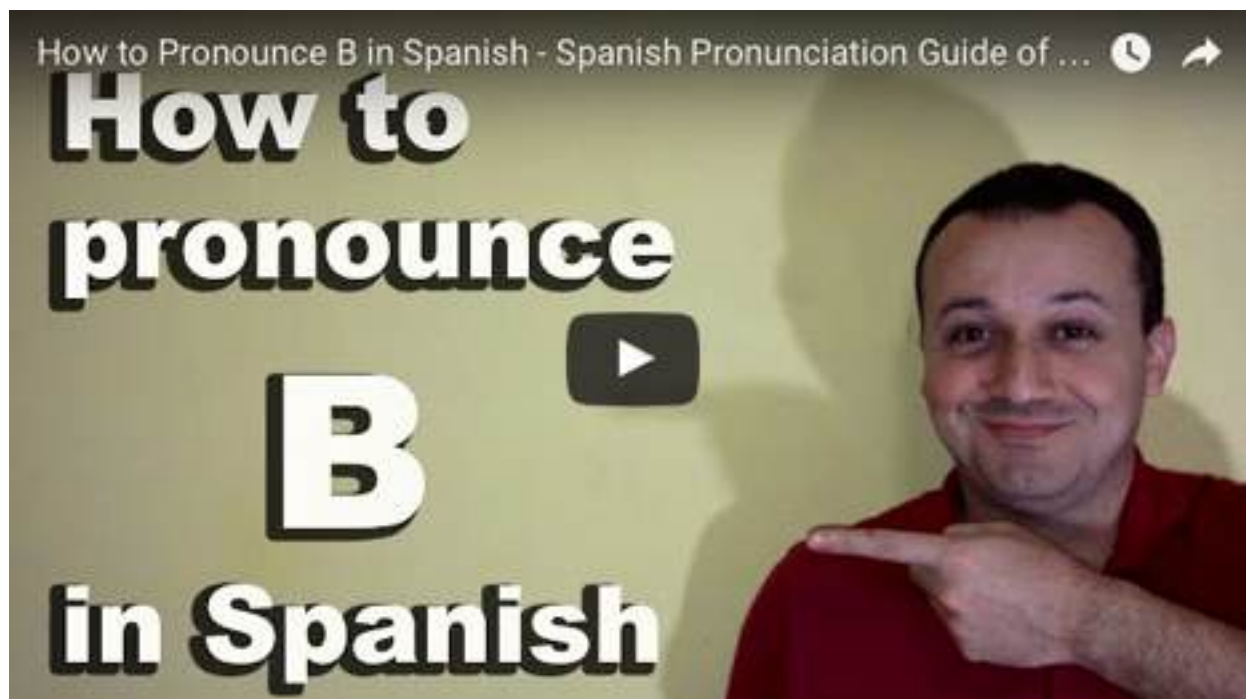 How to Pronounce B in Spanish - Spanish Pronunciation Guide of ...
How to
pronounce
B
in Spanish